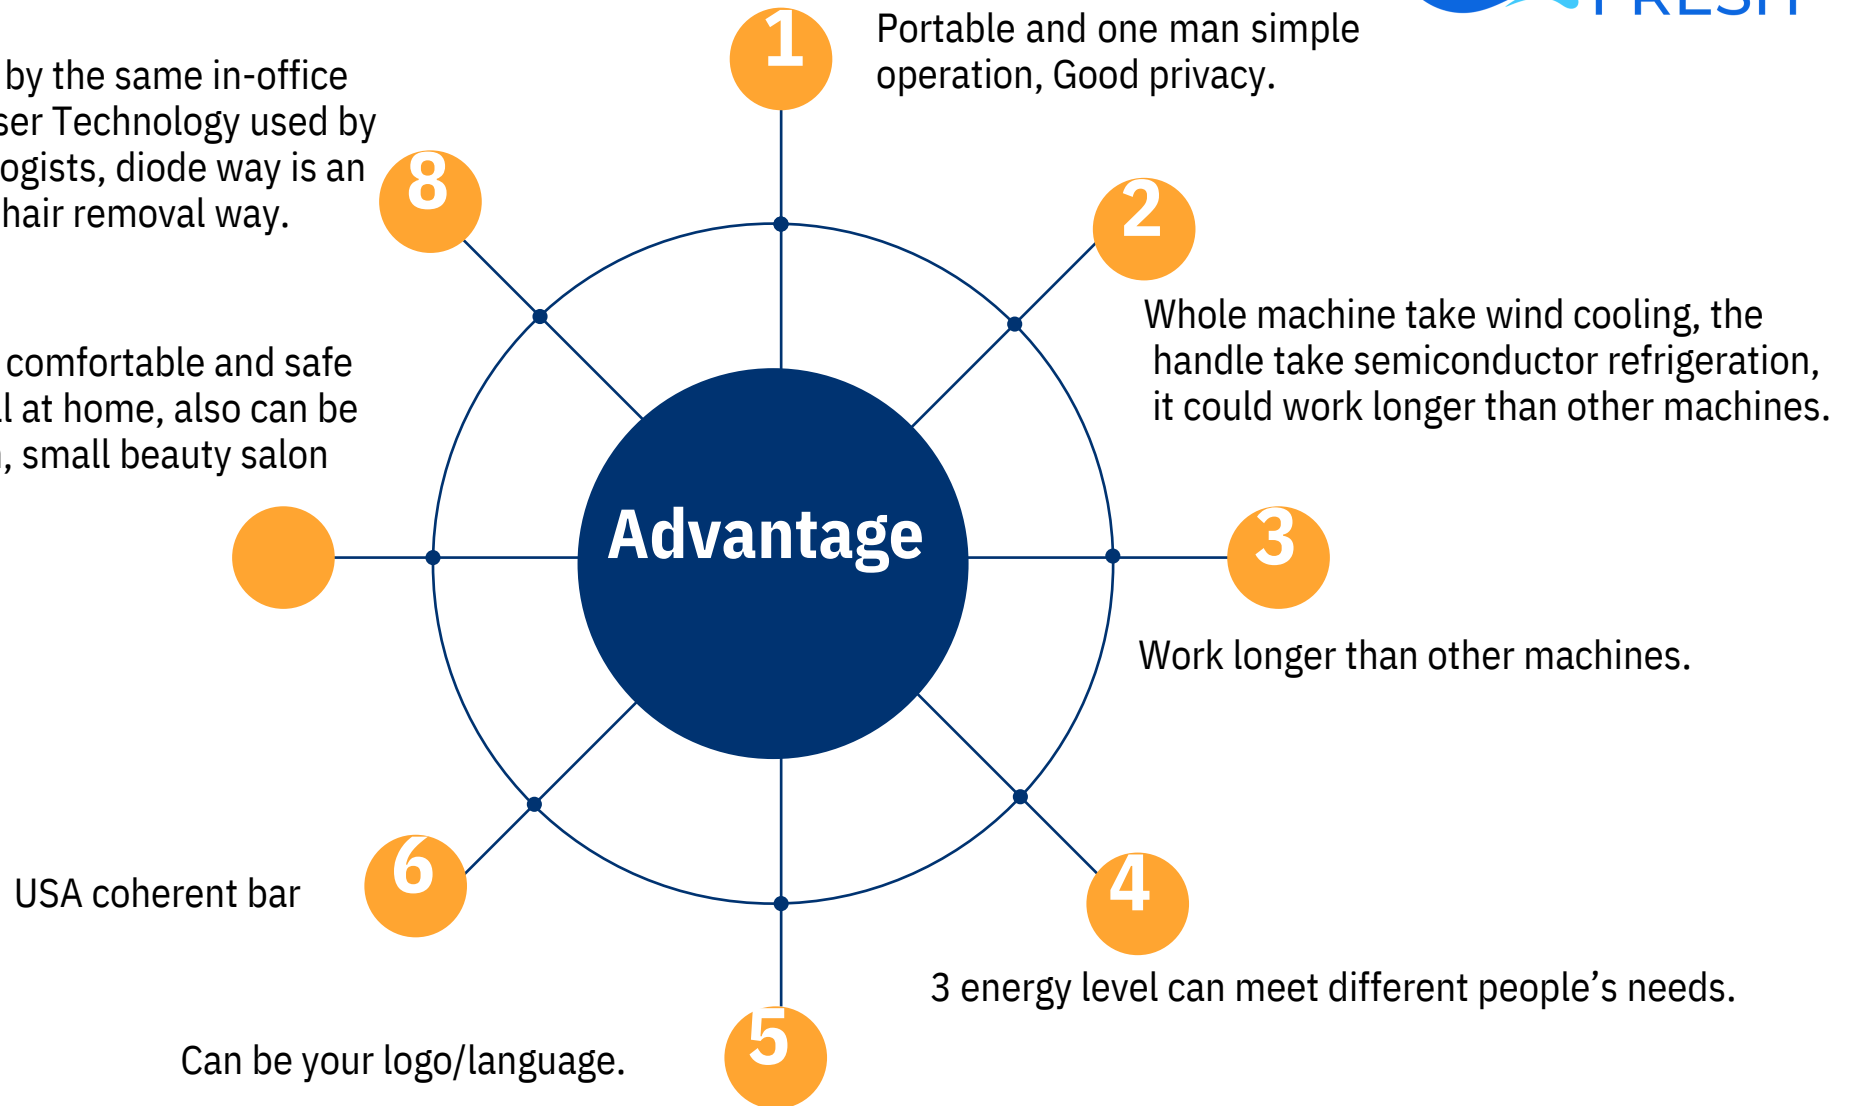 FRESH
1
Portable and one man simple
operation, Good privacy.
by the same in-office
Technology used by
diode way is an
hair removal way.
8
2
Whole machine take wind cooling, the
handle take semiconductor refrigeration,
it could work longer than other machines.
comfortable and safe
at home, also can be
small beauty salon
Advantage
3
Work longer than other machines.
6
USA coherent bar
4
3 energy level can meet different people’s needs.
5
Can be your logo/language.